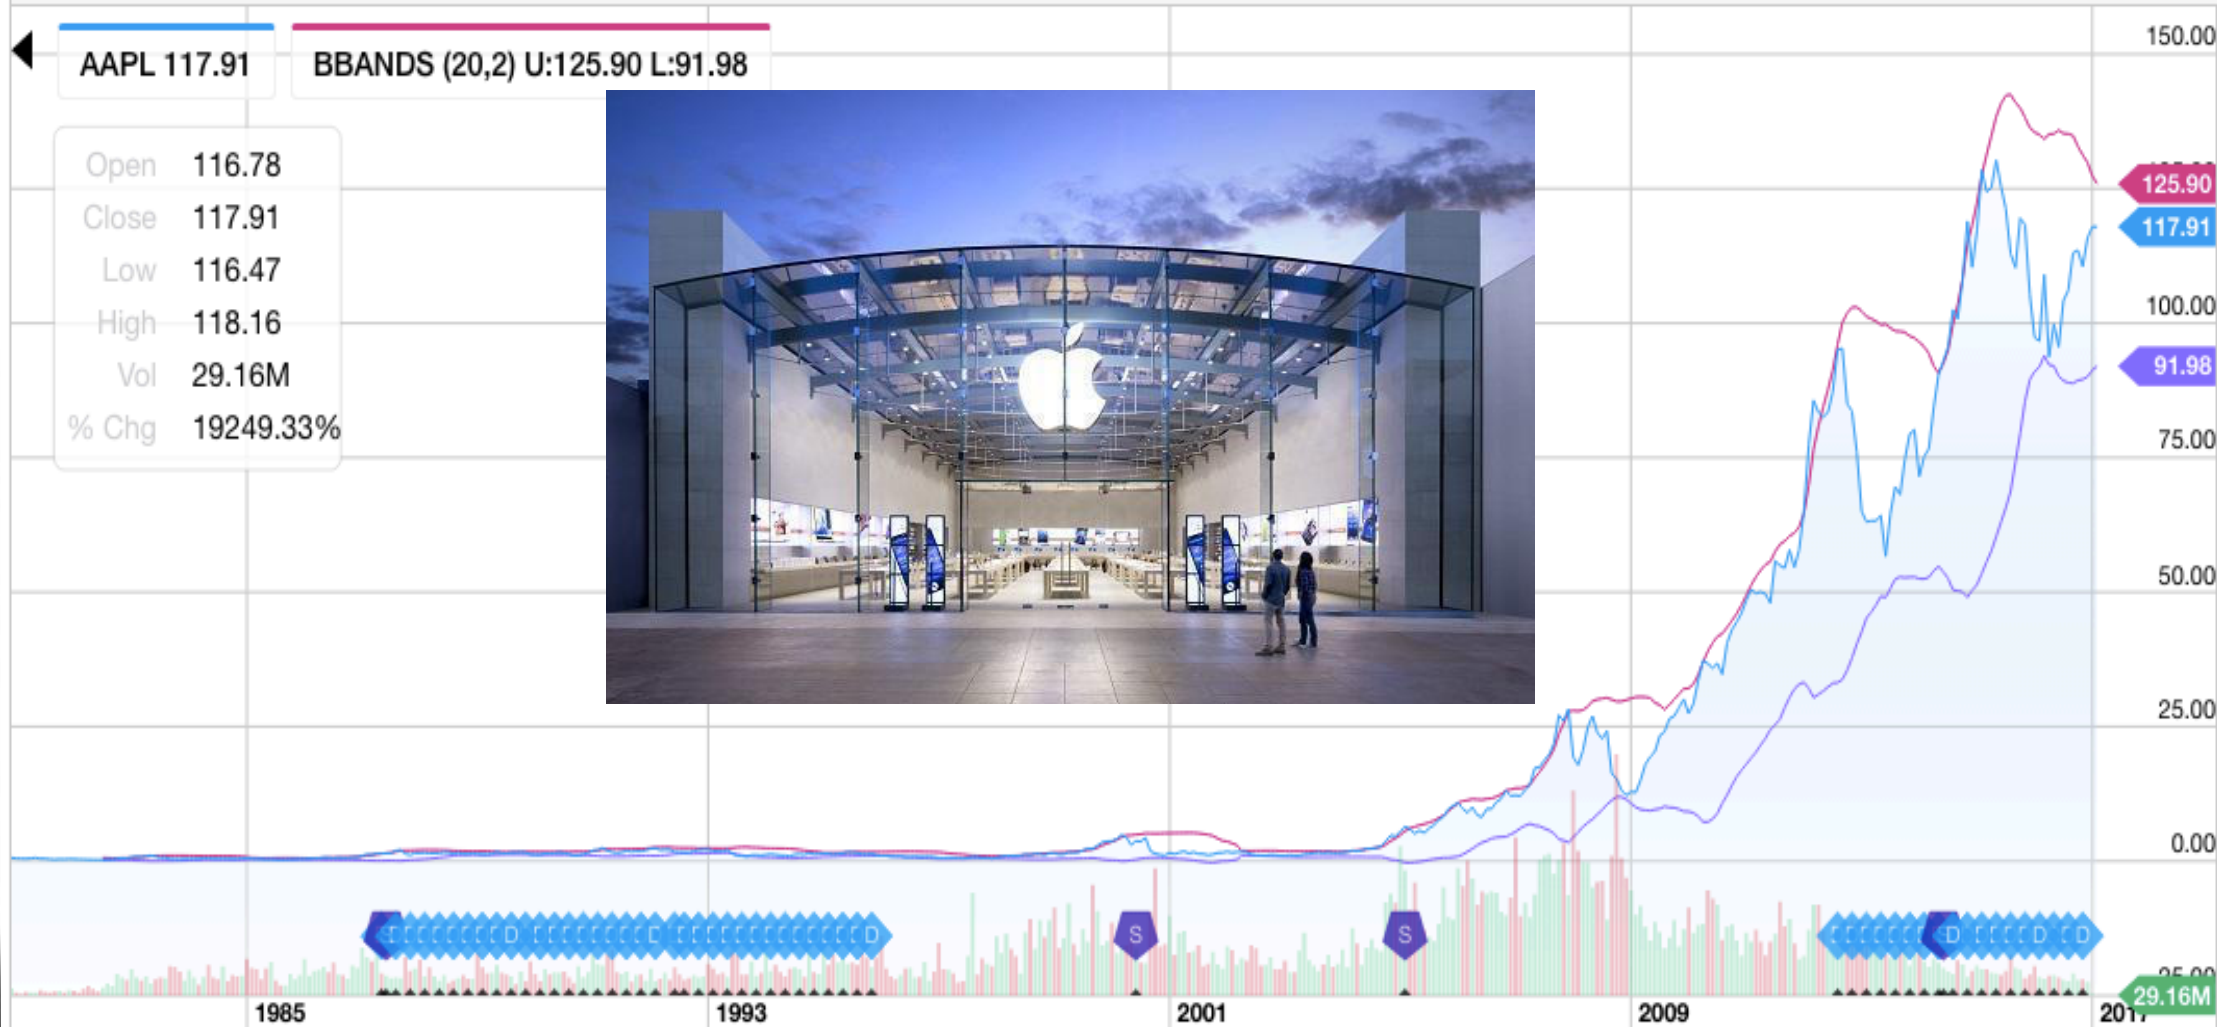 AAPL 117.91
BBANDS (20,2) U:125.90 L:91.98
Open 116.78
Close 117.91
Low 116.47
High 118.16
Vol 29.16M
% Chg 19249.33%
150.00
125.90
117.91
100.00
91.98
75.00
50.00
25.00
0.00
S
D
D
D
S
S
D
D
D
29.16M
1985
1993
2001
2009
2017